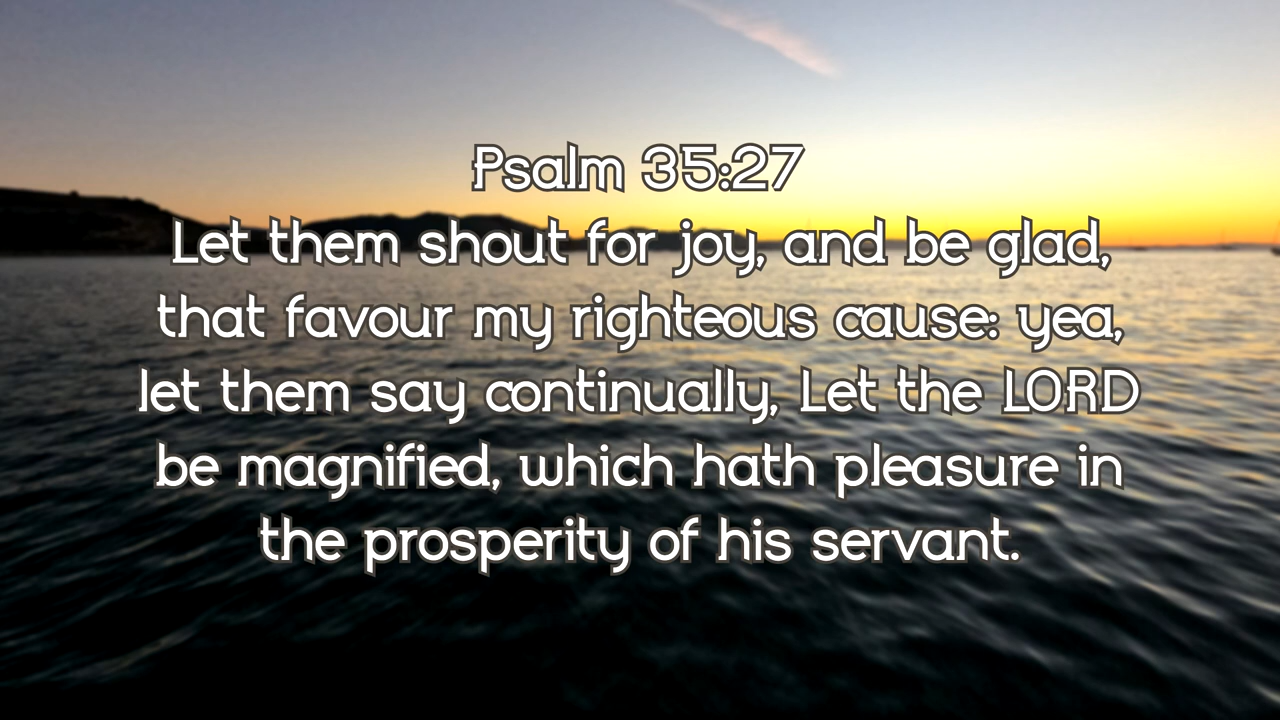 Psalm 35:27
Let them shout for joy, and be glad,
that favour my righteous cause: yea,
let them say continually, Let the LORD
be magnified, which hath pleasure in
the prosperity of his servant.